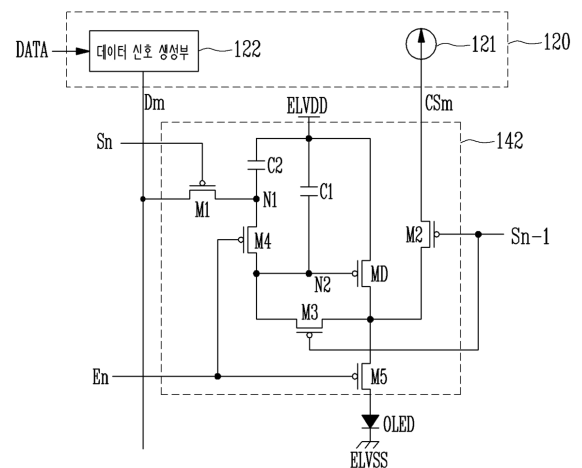 DATA
데이터 신호 생성부
122
121
120
Dm
ELVDD
CSm
Sn
142
C2
C1
M1
N1
M4
M2
Sn-1
N2
MD
M3
En
M5
OLED
ELVSS